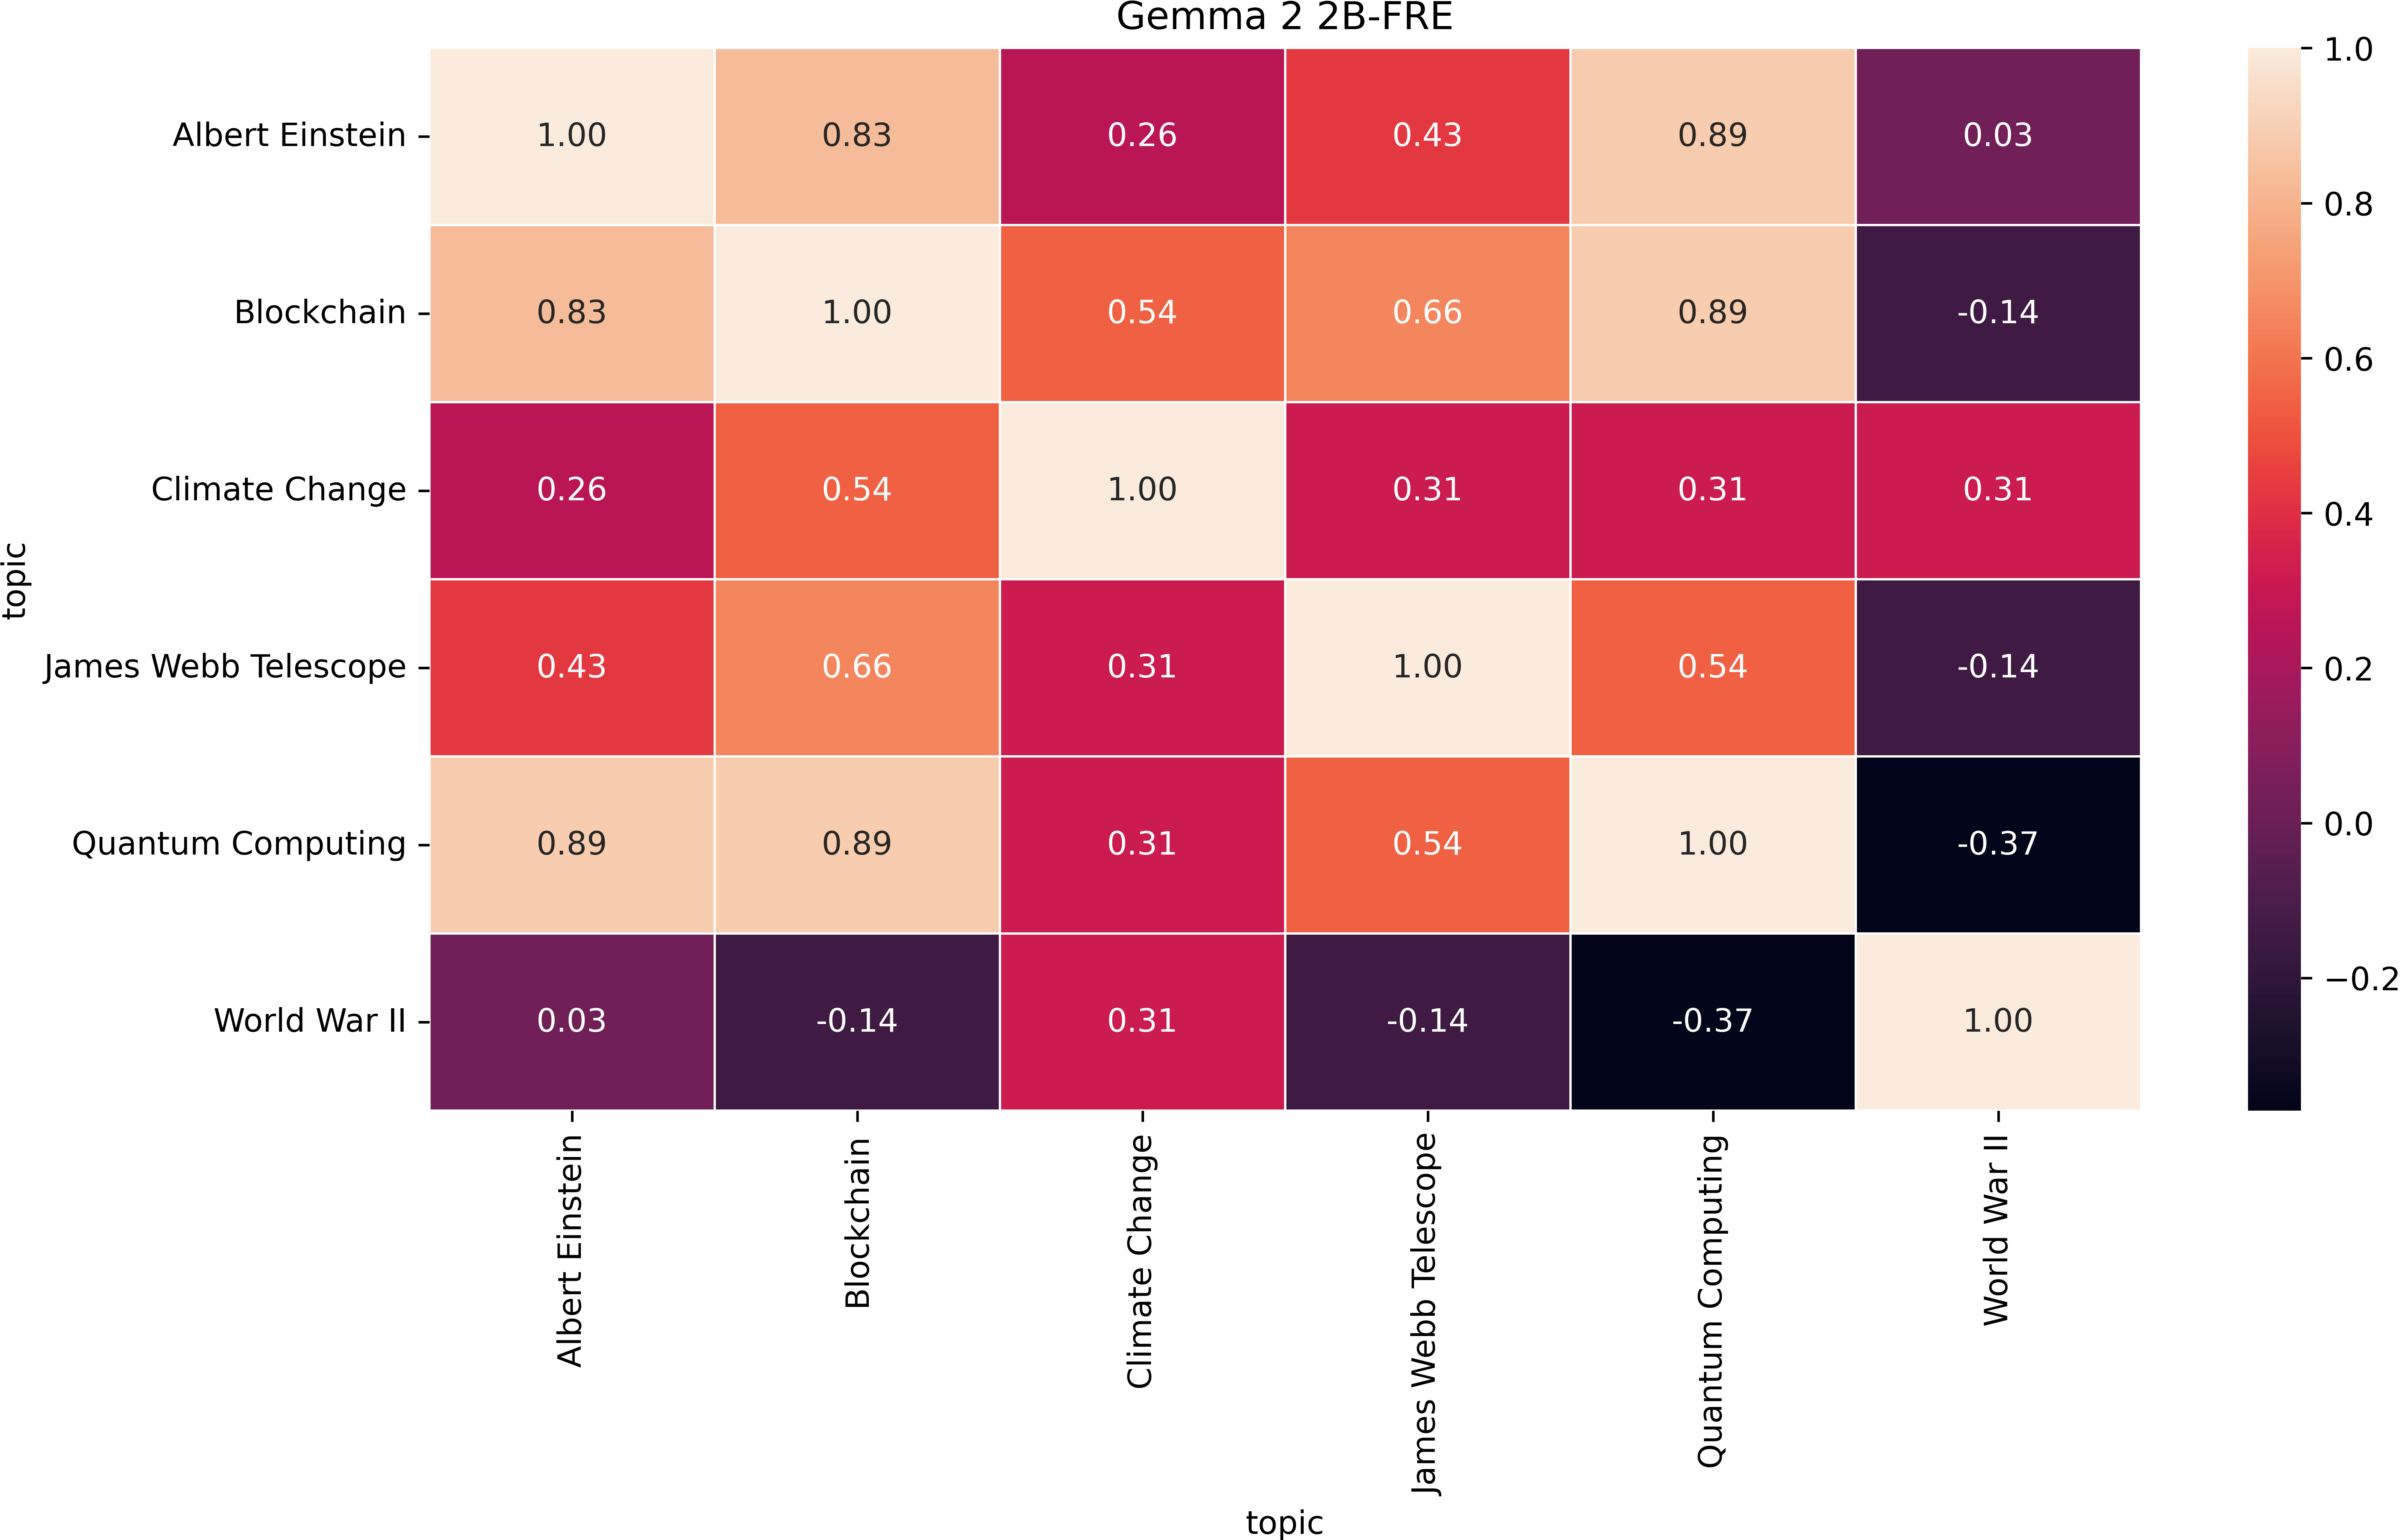 Gemma 2 2B-FRE
Albert Einstein 1.00 0.83 0.26 0.43 0.89 0.03
Blockchain 0.83 1.00 0.54 0.66 0.89 -0.14
Climate Change 0.26 0.54 1.00 0.31 0.31 0.31
James Webb Telescope 0.43 0.66 0.31 1.00 0.54 -0.14
Quantum Computing 0.89 0.89 0.31 0.54 1.00 -0.37
World War II 0.03 -0.14 0.31 -0.14 -0.37 1.00
topic
Albert Einstein
Blockchain
Climate Change
James Webb Telescope
Quantum Computing
World War II
topic
1.0
0.8
0.6
0.4
0.2
0.0
−0.2